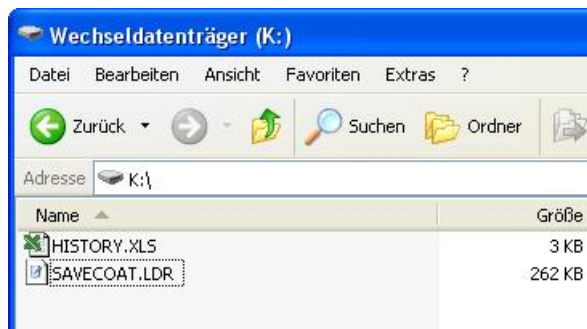 Wechseldatenträger (K:)
Datei Bearbeiten Ansicht Favoriten Extras ?
Zurück Suchen Ordner
Adresse K:\
Name Größe
HISTORY.XLS 3 KB
SAVECOAT.LDR 262 KB